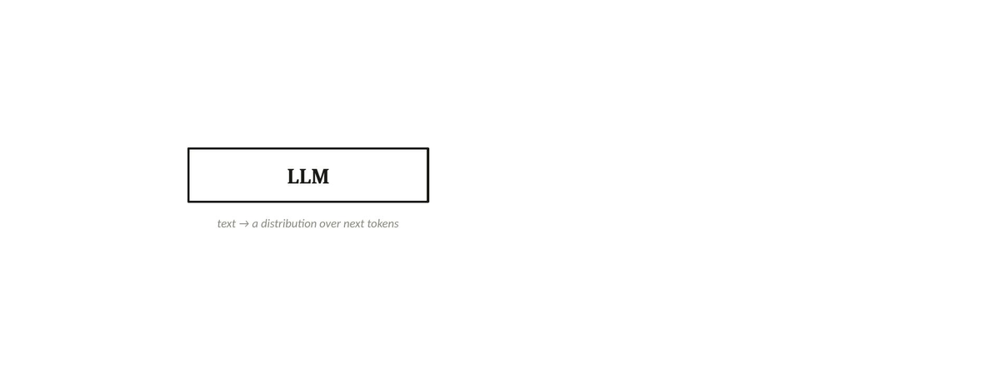 LLM
text → a distribution over next tokens